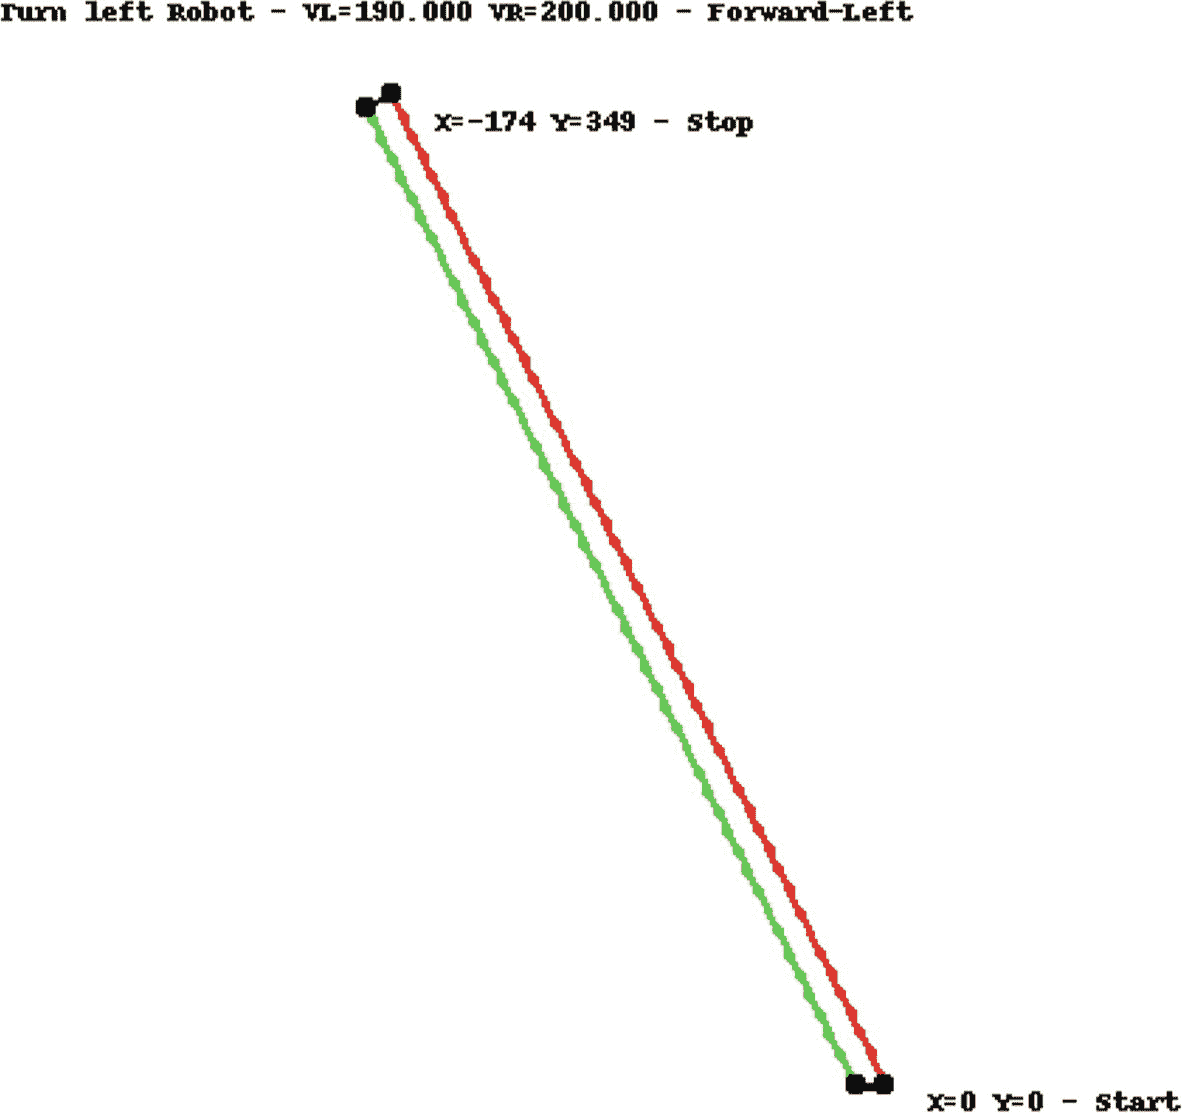 Turn left Robot - VL=190.000 VR=200.000 - Forward-Left
X=-174 Y=349 - Stop
X=0 Y=0 - Start